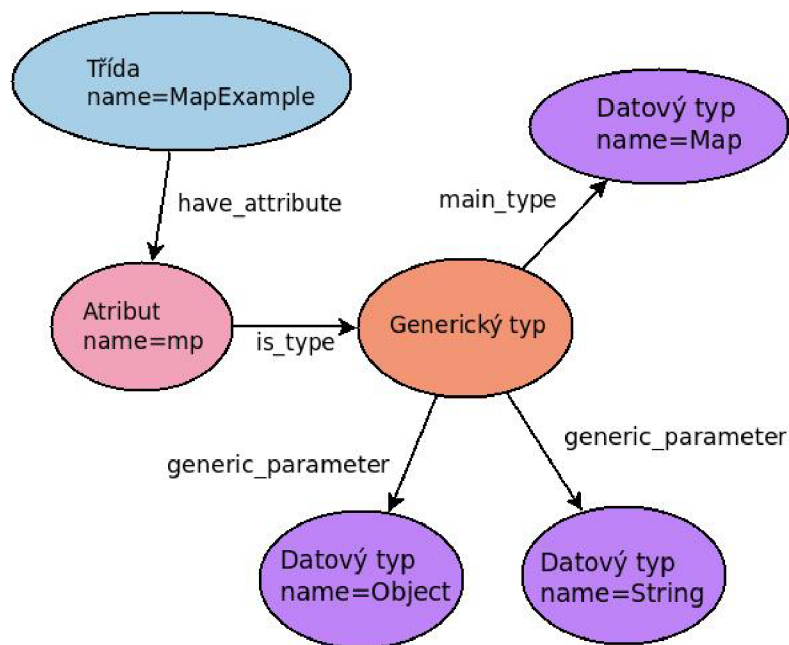 Třída
name=MapExample
Datový typ
name=Map
have_attribute
main_type
Atribut
name=mp
is_type
Generický typ
generic_parameter
generic_parameter
Datový typ
name=Object
Datový typ
name=String